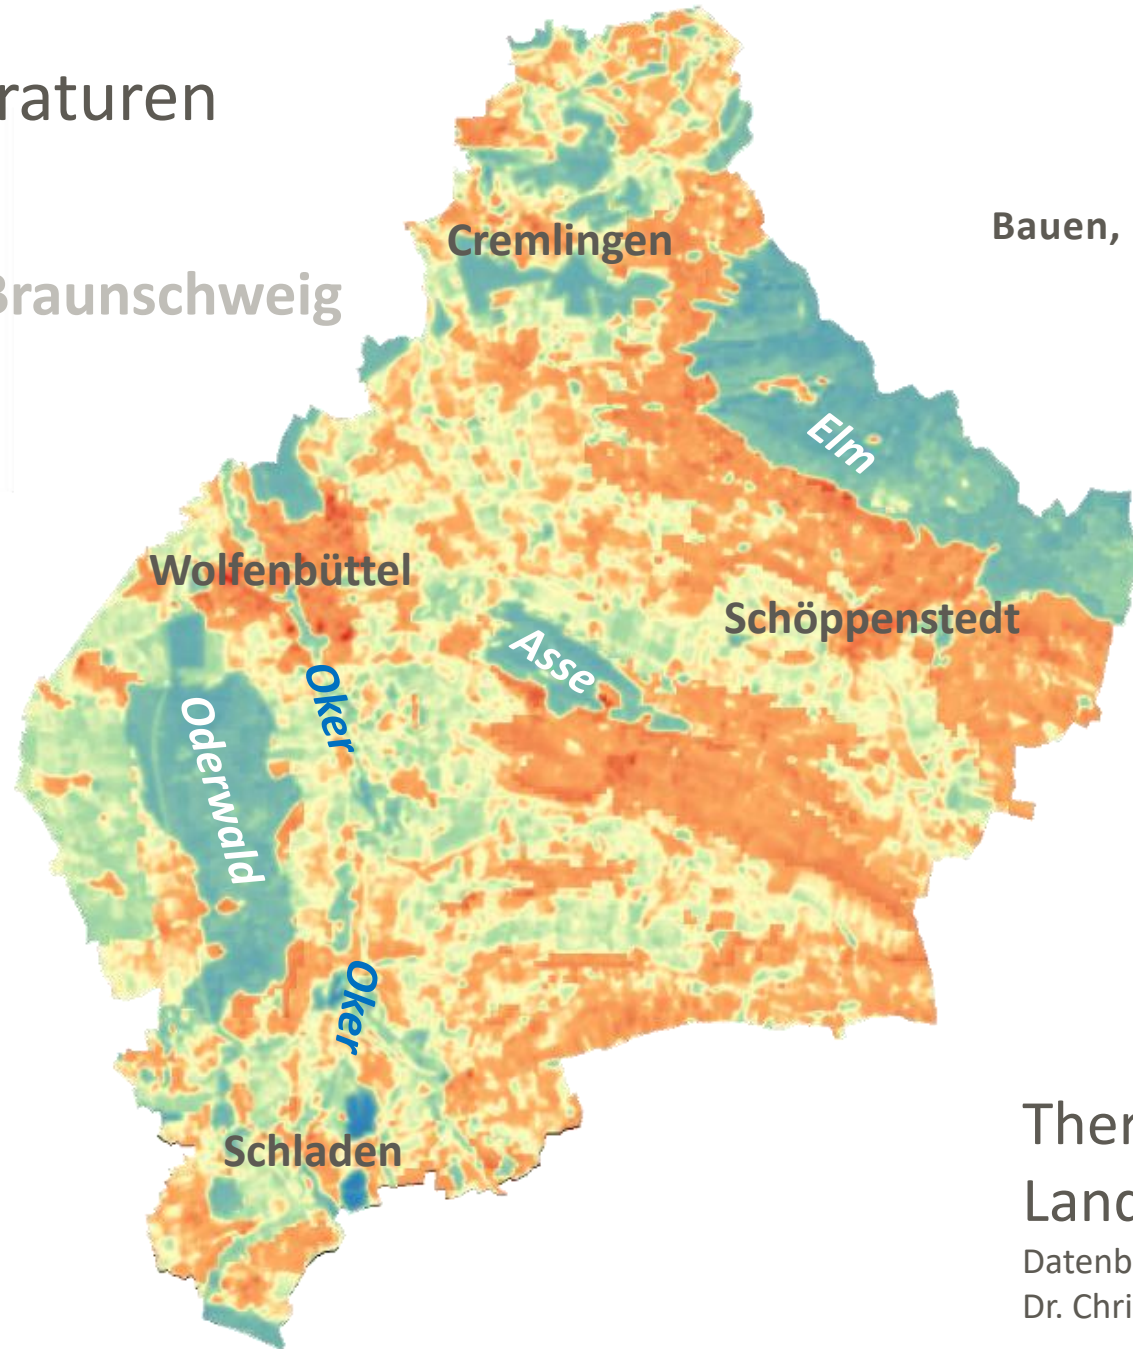 raturen
Bauen,
Cremlingen
Braunschweig
Elm
Wolfenbüttel
Schöppenstedt
Asse
Oker
Oderwald
Oker
Schladen
Ther
Land
Datenb
Dr. Chri